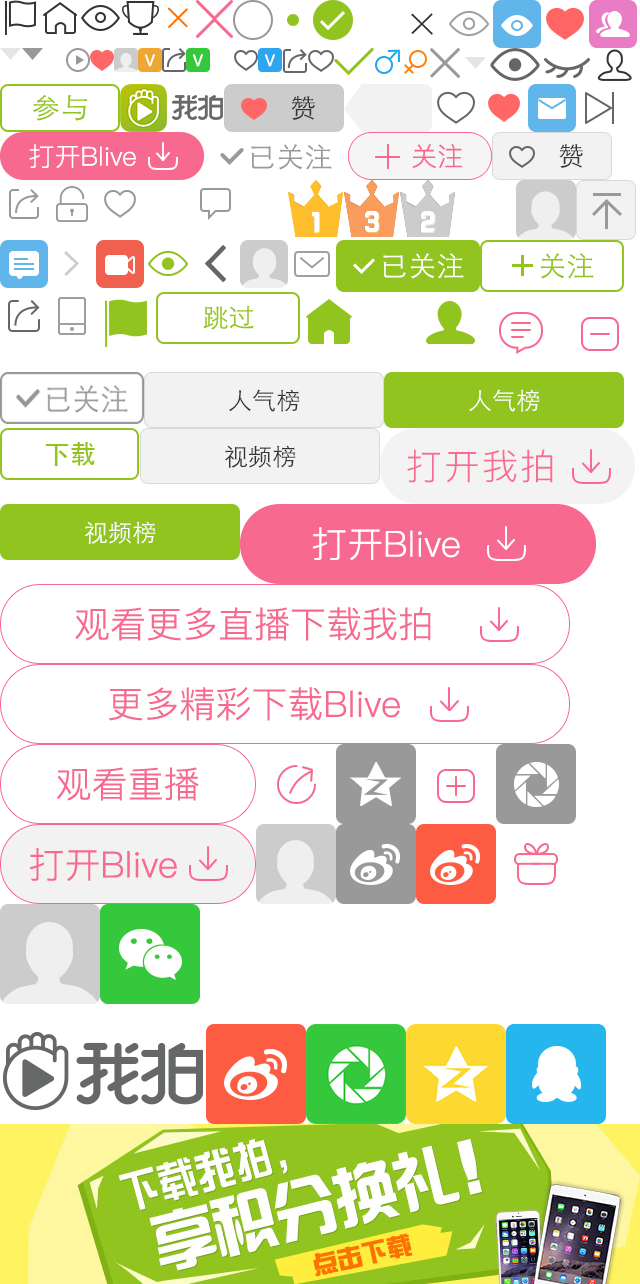 V
V
V
参与
我拍
赞
打开Blive
已关注
关注
赞
1
3
2
已关注
关注
跳过
已关注
人气榜
人气榜
下载
视频榜
打开我拍
视频榜
打开Blive
观看更多直播下载我拍
更多精彩下载Blive
观看重播
打开Blive
我拍
下载我拍,
享积分换礼!
点击下载